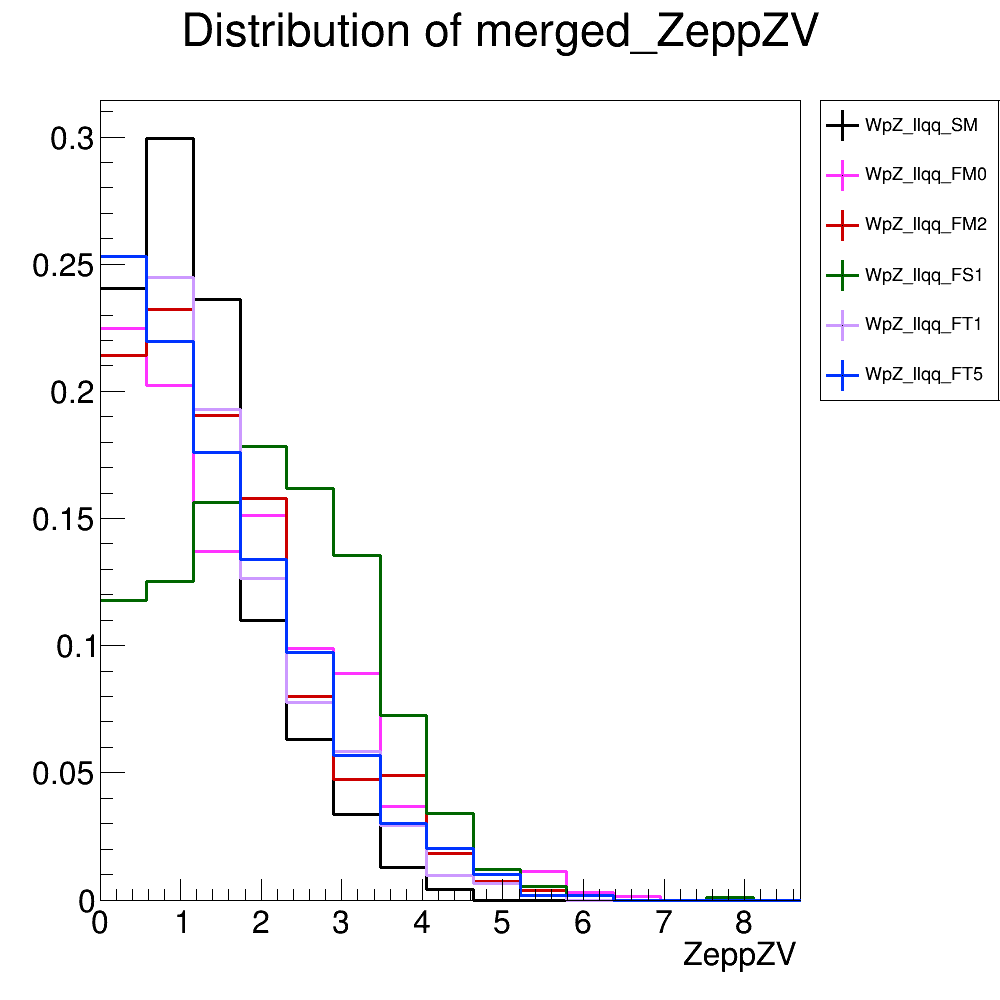 Distribution of merged_ZeppZV
0.3
0.25
0.2
0.15
0.1
0.05
0
0 1 2 3 4 5 6 7 8
ZeppZV
WpZ_llqq_SM
WpZ_llqq_FM0
WpZ_llqq_FM2
WpZ_llqq_FS1
WpZ_llqq_FT1
WpZ_llqq_FT5